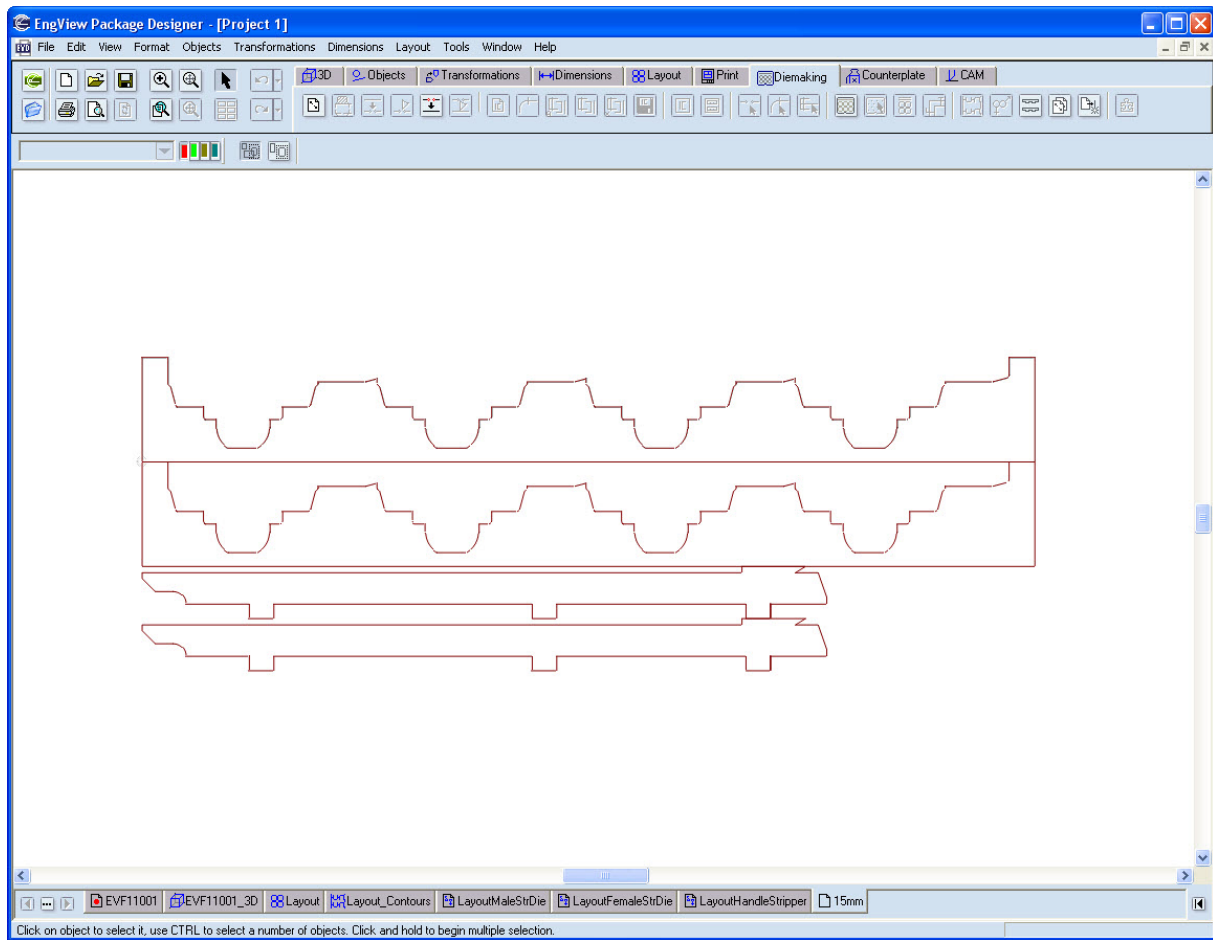 EngView Package Designer - [Project 1]
File Edit View Format Objects Transformations Dimensions Layout Tools Window Help
3D Objects Transformations Dimensions Layout Print Diemaking Counterplate CAM
EVF11001 EVF11001_3D Layout Layout_Contours LayoutMaleStrDie LayoutFemaleStrDie LayoutHandleStripper 15mm
Click on object to select it, use CTRL to select a number of objects. Click and hold to begin multiple selection.